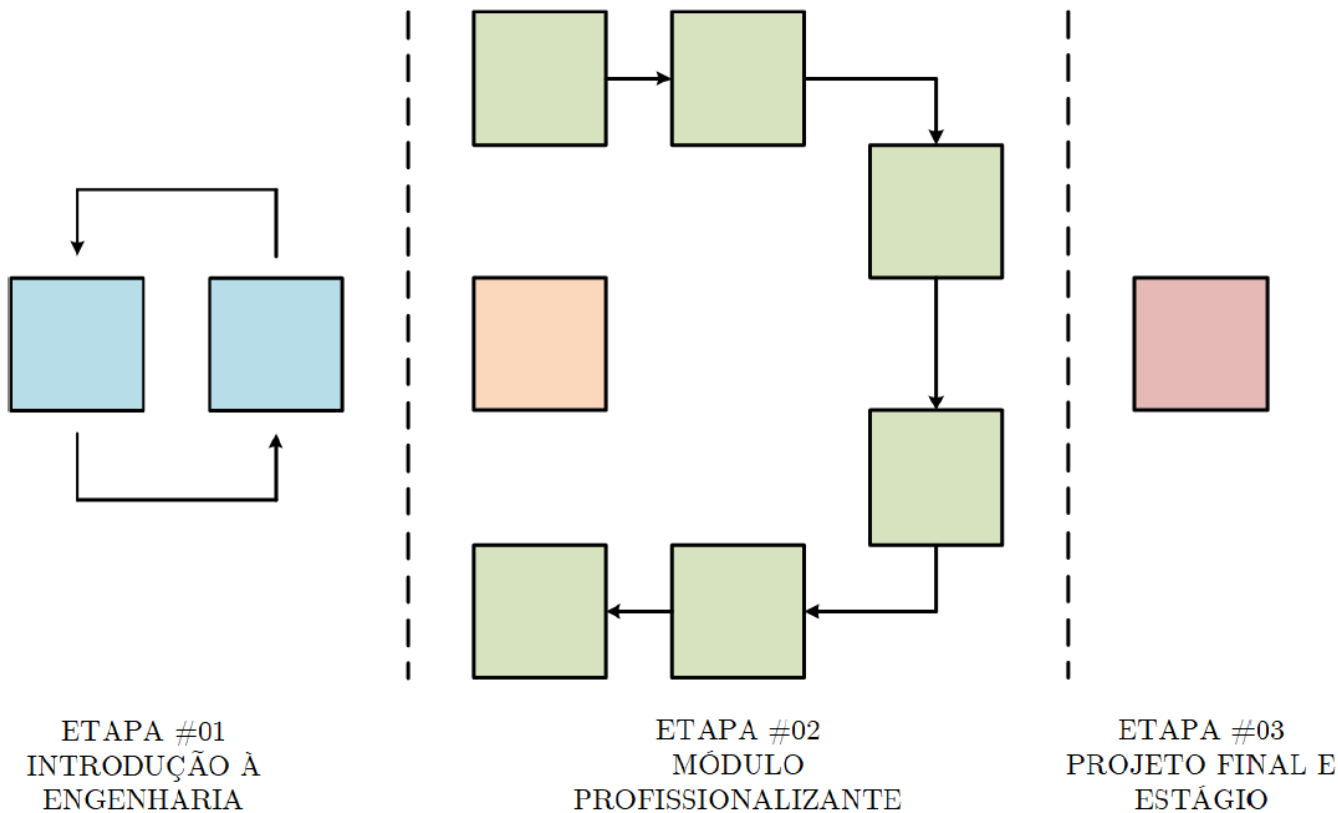 ETAPA #01
INTRODUÇÃO À
ENGENHARIA
ETAPA #02
MÓDULO
PROFISSIONALIZANTE
ETAPA #03
PROJETO FINAL E
ESTÁGIO